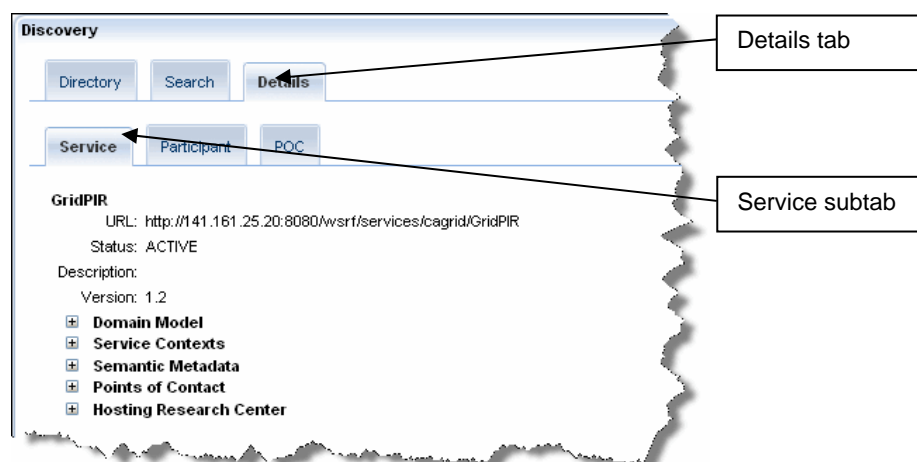 Discovery
Details tab
Directory Search Details
Service Participant POC
GridPIR
Service subtab
URL: http://141.161.25.20:8080/wsrf/services/cagrid/GridPIR
Status: ACTIVE
Description:
Version: 1.2
Domain Model
Service Contexts
Semantic Metadata
Points of Contact
Hosting Research Center